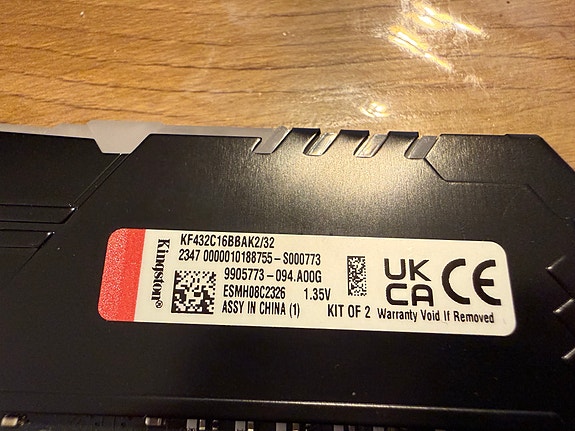 Kingston®
KF432C16BBAK2/32
2347 0000010188755-S000773
9905773-094.A00G
ESMH08C2326 1.35V
ASSY IN CHINA (1)
KIT OF 2
UK
CA
CE
Warranty Void If Removed